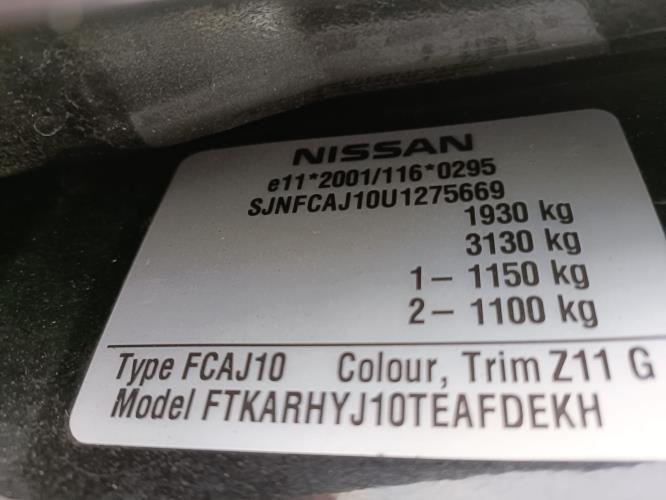 NISSAN
e11*2001/116*0295
SJNFCAJ10U1275669
1930 kg
3130 kg
1– 1150 kg
2– 1100 kg
Type FCAJ10 Colour, Trim Z11 G
Model FTKARHYJ10TEAFDEKH